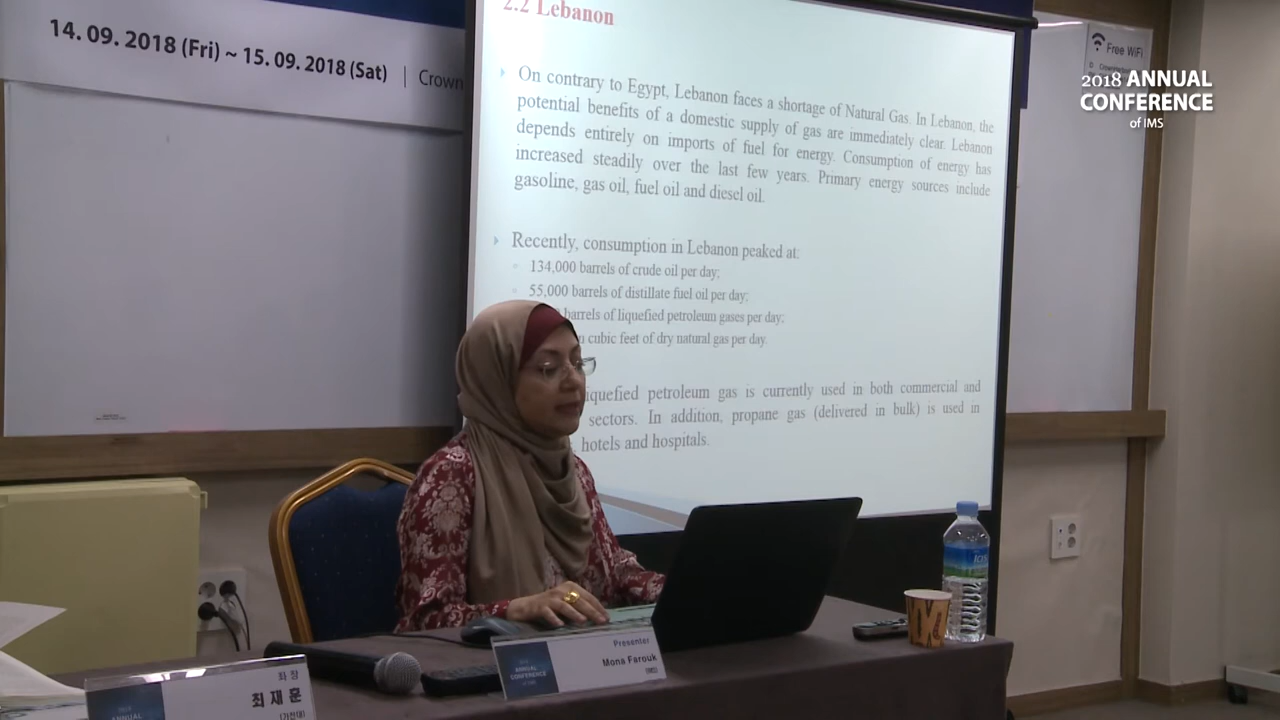 14. 09. 2018 (Fri) ~ 15. 09. 2018 (Sat) | Crown
2.2 Lebanon
On contrary to Egypt, Lebanon faces a shortage of Natural Gas. In Lebanon, the
potential benefits of a domestic supply of gas are immediately clear. Lebanon
depends entirely on imports of fuel for energy. Consumption of energy has
increased steadily over the last few years. Primary energy sources include
gasoline, gas oil, fuel oil and diesel oil.
Recently, consumption in Lebanon peaked at:
134,000 barrels of crude oil per day;
55,000 barrels of distillate fuel oil per day;
barrels of liquefied petroleum gases per day;
cubic feet of dry natural gas per day.
iquefied petroleum gas is currently used in both commercial and
sectors. In addition, propane gas (delivered in bulk) is used in
, hotels and hospitals.
Free WiFi
2018 ANNUAL
CONFERENCE
of IMS
Presenter
Mona Farouk
ANNUAL
CONFERENCE
좌 장
최 재 훈
(가천대)
ANNUAL